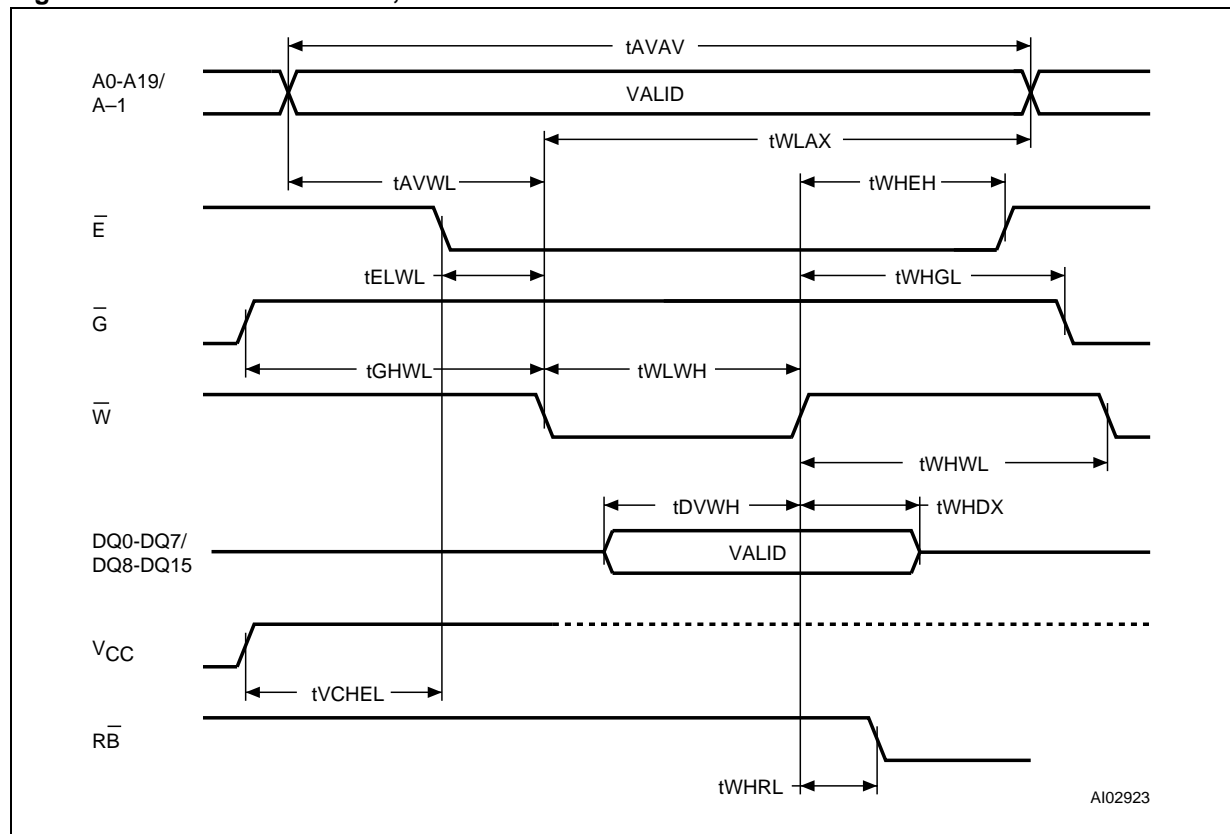 tAVAV
A0-A19/
A–1
VALID
tWLAX
tAVWL
tWHEH
E̅
tELWL
tWHGL
G̅
tGHWL
tWLWH
W̅
tWHWL
tDVWH
tWHDX
DQ0-DQ7/
DQ8-DQ15
VALID
VCC
tVCHEL
RB̅
tWHRL
AI02923